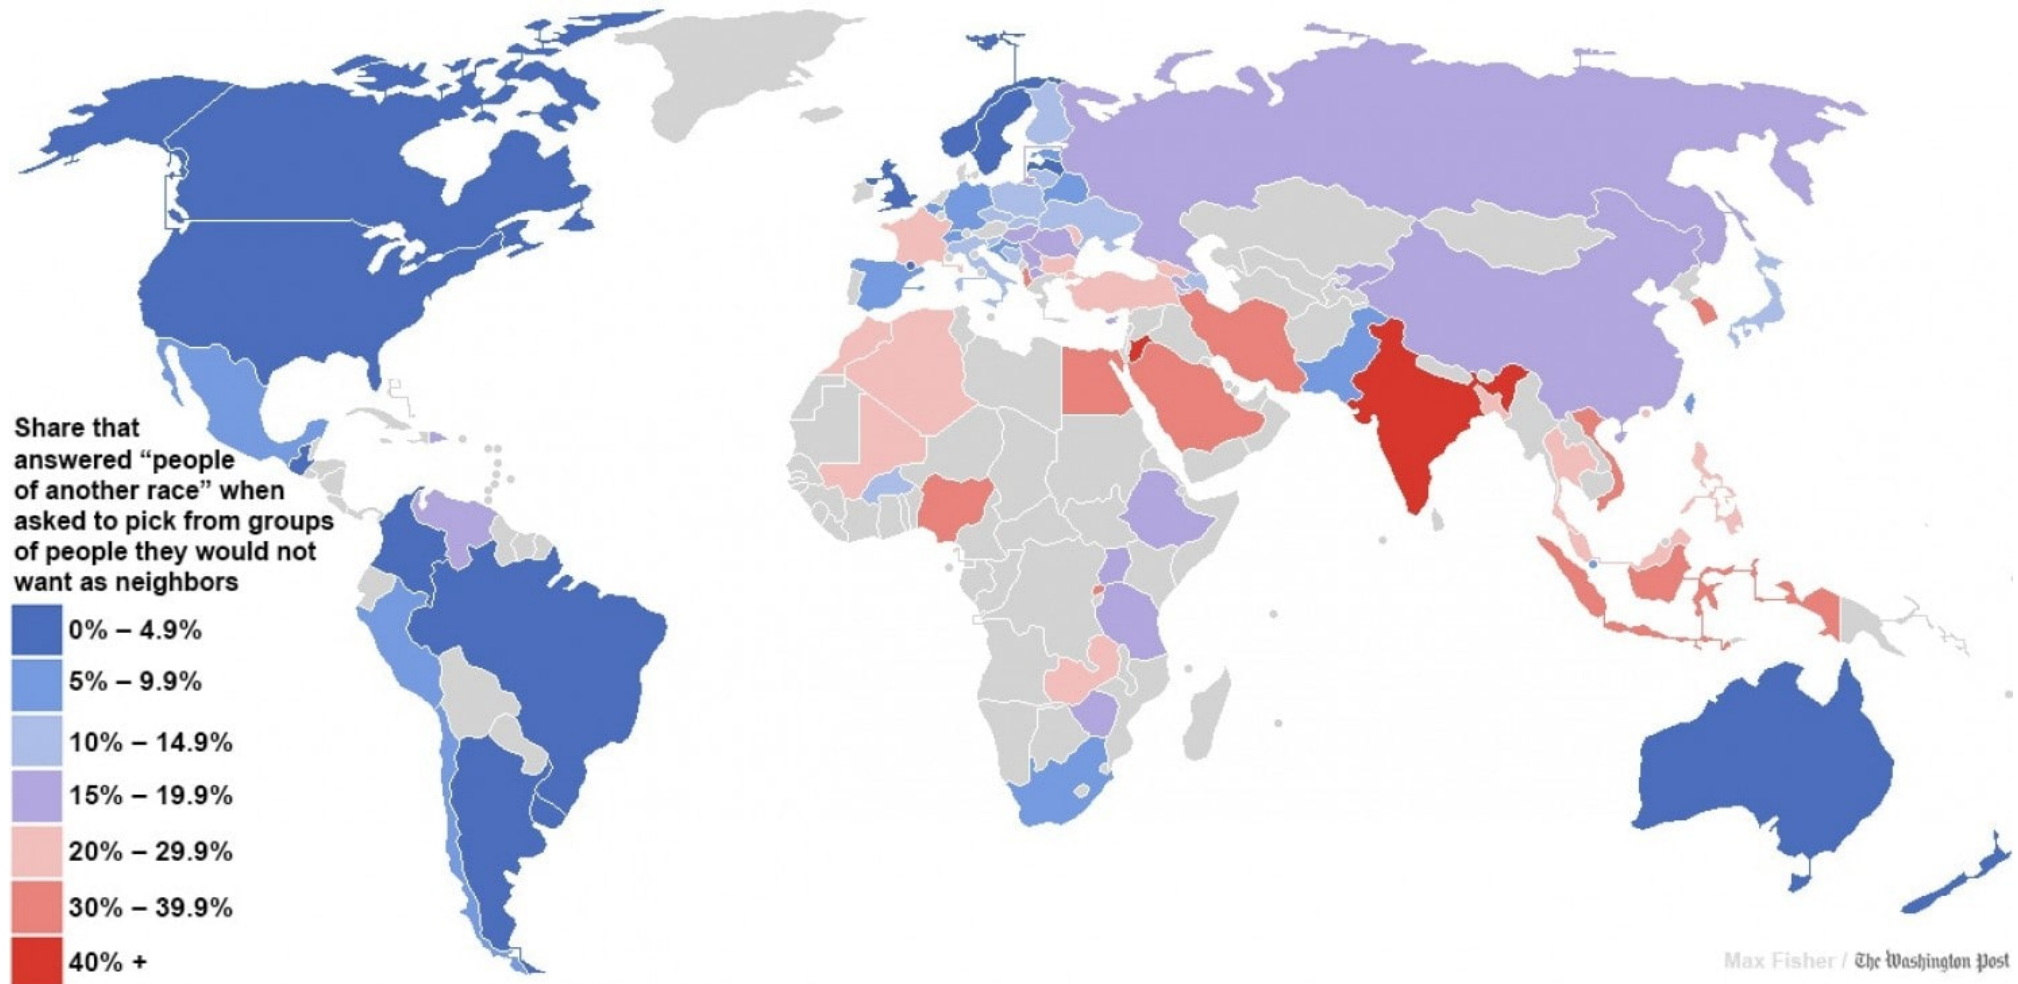 Share that
answered “people
of another race” when
asked to pick from groups
of people they would not
want as neighbors
0% – 4.9%
5% – 9.9%
10% – 14.9%
15% – 19.9%
20% – 29.9%
30% – 39.9%
40% +
Max Fisher / The Washington Post